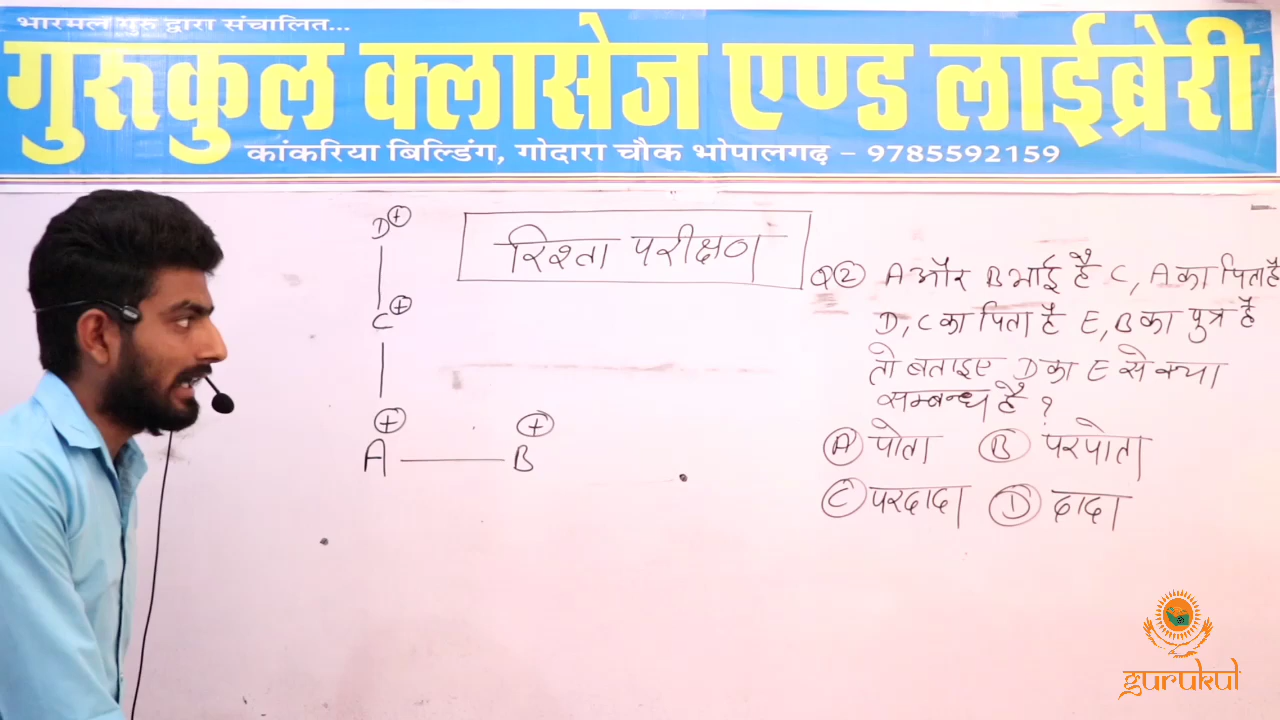 भारमल गुरु द्वारा संचालित...
गुरुकुल क्लासेज एण्ड लाईब्रेरी
कांकरिया बिल्डिंग, गोदारा चौक भोपालगढ़ – 9785592159
रिश्ता परीक्षण
Q② A और B भाई है C, A का पिता है
D, C का पिता है E, B का पुत्र है
तो बताइए D का E से क्या
सम्बन्ध है ?
Ⓐ पोता Ⓑ परपोता
Ⓒ परदादा Ⓓ दादा
D ⊕
C ⊕
⊕ ⊕
A — B
gurukul